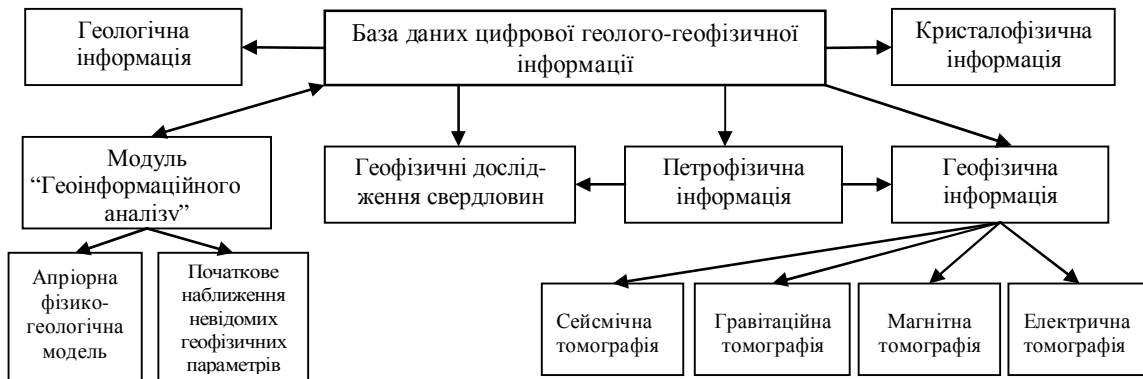 Геологічна
інформація
База даних цифрової геолого-геофізичної
інформації
Кристалофізична
інформація
Модуль
“Геоінформаційного
аналізу”
Геофізичні дослід-
ження свердловин
Петрофізична
інформація
Геофізична
інформація
Апріорна
фізико-
геологічна
модель
Початкове
наближення
невідомих
геофізичних
параметрів
Сейсмічна
томографія
Гравітаційна
томографія
Магнітна
томографія
Електрична
томографія